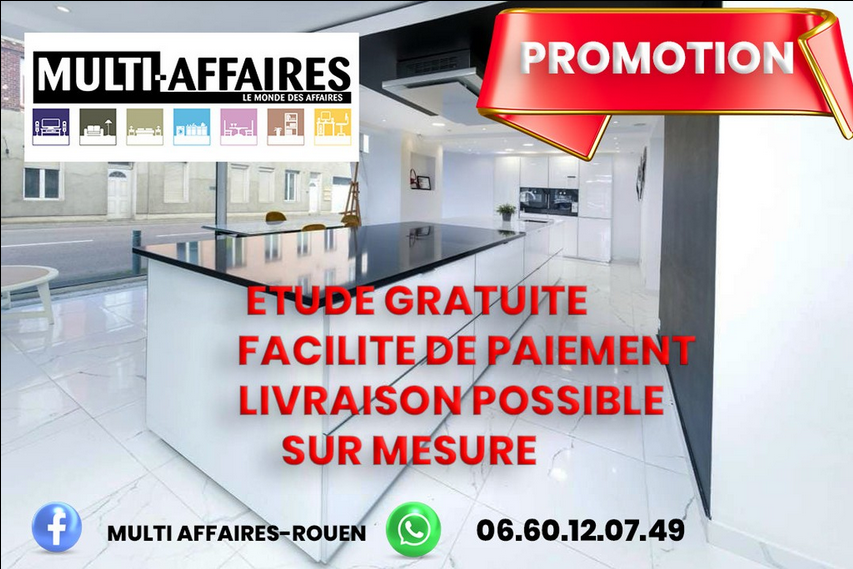 MULTI-AFFAIRES
LE MONDE DES AFFAIRES
PROMOTION
ETUDE GRATUITE
FACILITE DE PAIEMENT
LIVRAISON POSSIBLE
SUR MESURE
MULTI AFFAIRES-ROUEN
06.60.12.07.49